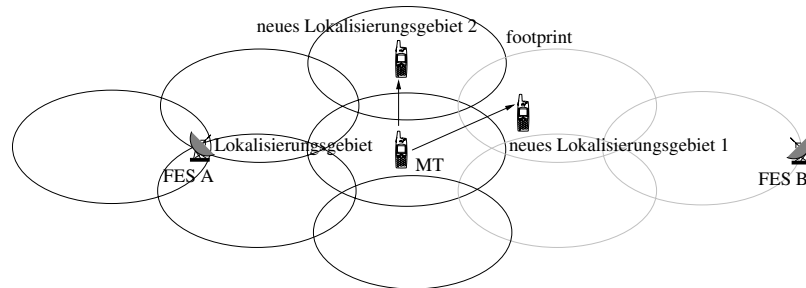 neues Lokalisierungsgebiet 2
footprint
Lokalisierungsgebiet
neues Lokalisierungsgebiet 1
MT
FES A
FES B